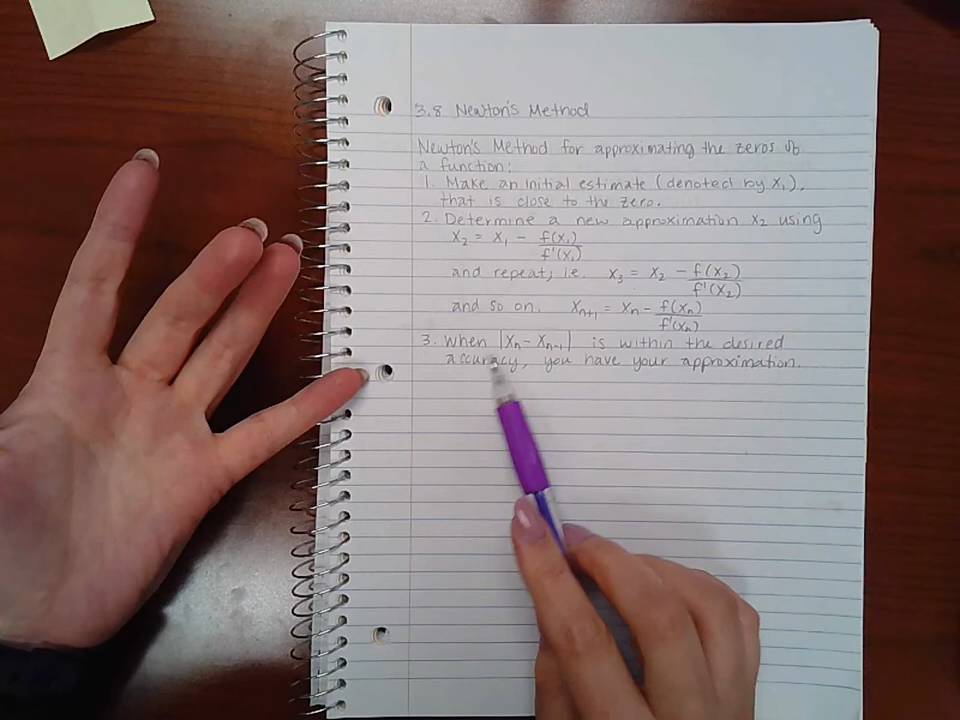 3.8 Newton's Method
Newton's Method for approximating the zeros of
a function:
1. Make an initial estimate (denoted by x₁),
that is close to the zero.
2. Determine a new approximation x₂ using
x₂ = x₁ - f(x₁)/f'(x₁)
and repeat; i.e. x₃ = x₂ - f(x₂)/f'(x₂)
and so on. xₙ₊₁ = xₙ - f(xₙ)/f'(xₙ)
3. When |xₙ - xₙ₋₁| is within the desired
accuracy, you have your approximation.